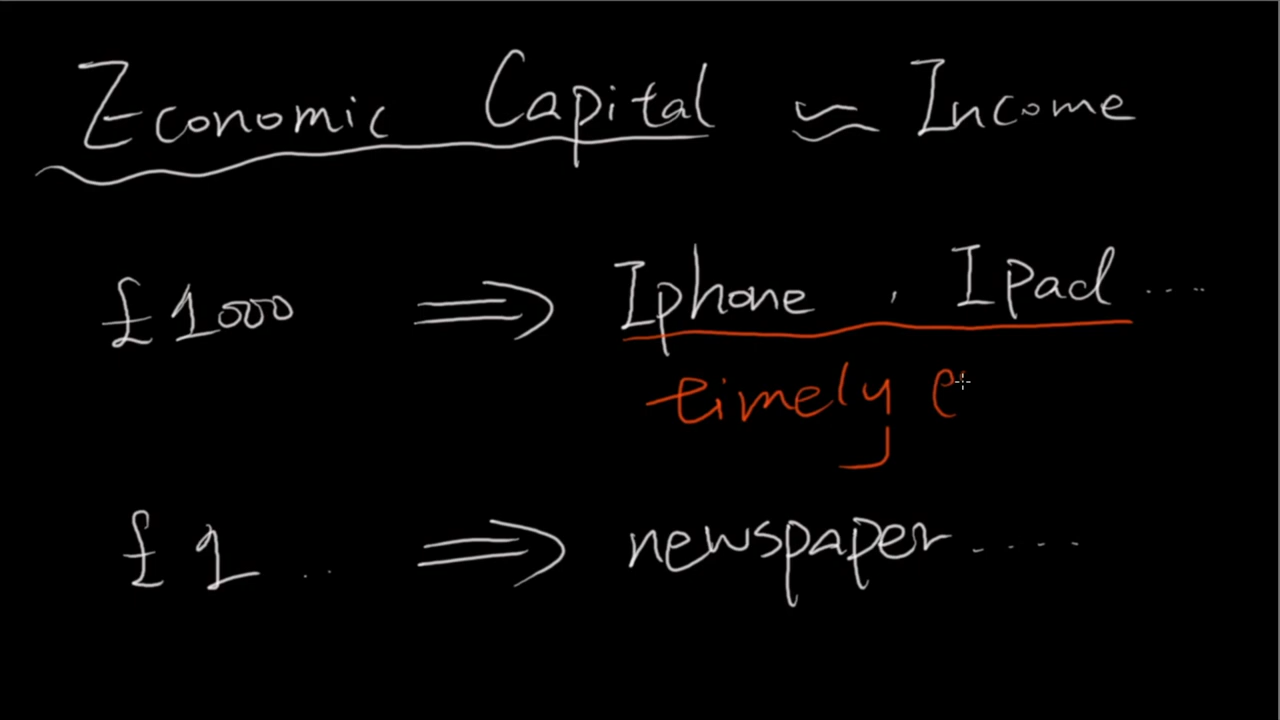 Economic Capital ≈ Income
£1000 ⇒ Iphone, Ipad ....
timely e
£1 .. ⇒ newspaper .....